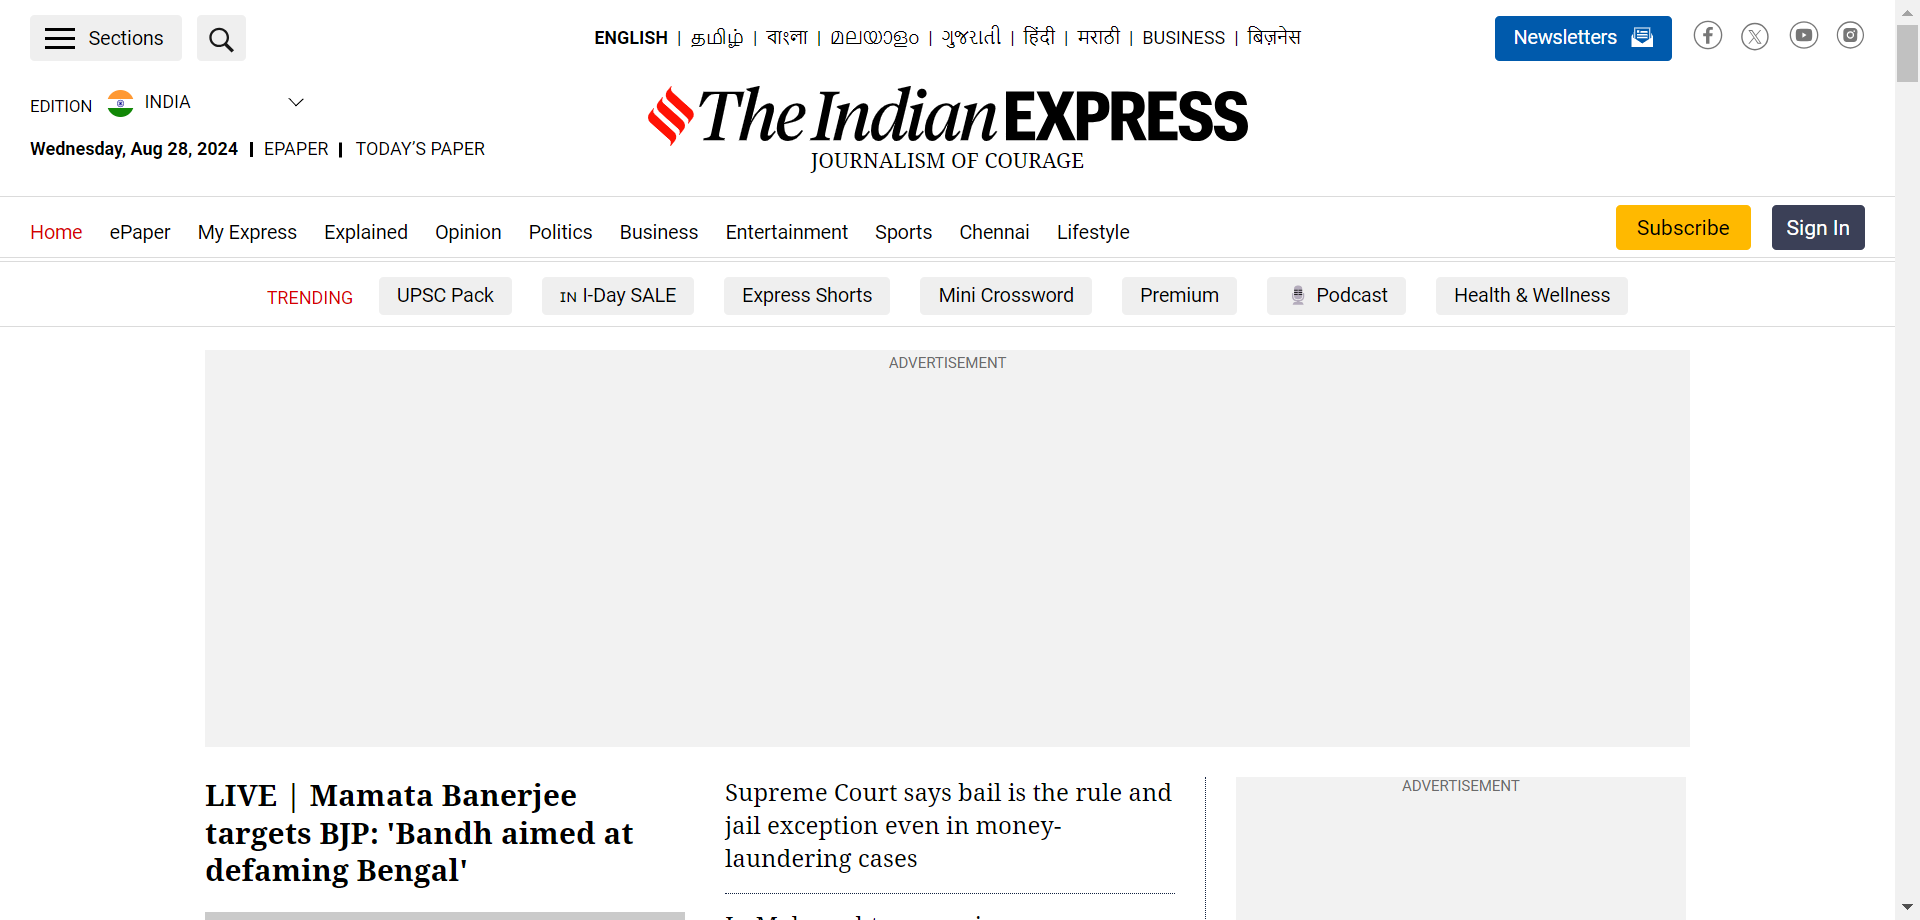 Sections
ENGLISH | தமிழ் | বাংলা | മലയാളം | ગુજરાતી | हिंदी | मराठी | BUSINESS | बिज़नेस
Newsletters
EDITION INDIA
The Indian EXPRESS
JOURNALISM OF COURAGE
Wednesday, Aug 28, 2024 | EPAPER | TODAY’S PAPER
Home ePaper My Express Explained Opinion Politics Business Entertainment Sports Chennai Lifestyle
Subscribe Sign In
TRENDING UPSC Pack IN I-Day SALE Express Shorts Mini Crossword Premium Podcast Health & Wellness
ADVERTISEMENT
LIVE | Mamata Banerjee
targets BJP: 'Bandh aimed at
defaming Bengal'
Supreme Court says bail is the rule and
jail exception even in money-
laundering cases
ADVERTISEMENT